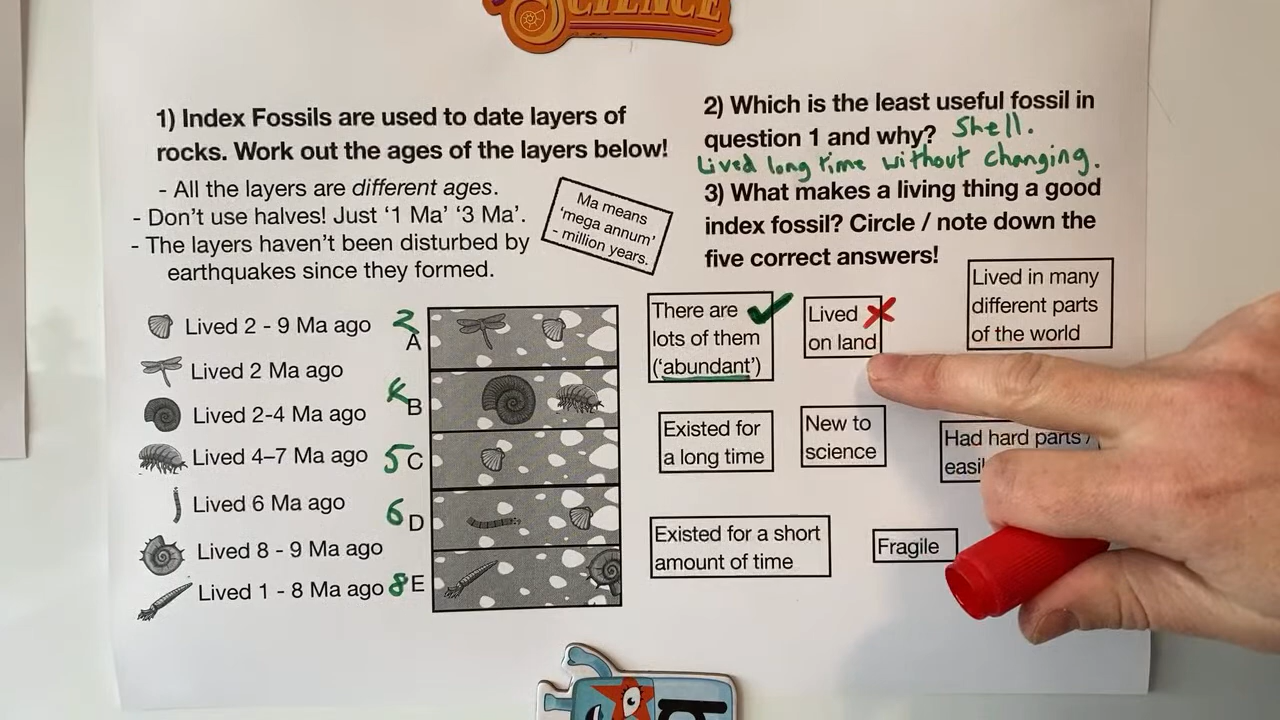 SCIENCE
1) Index Fossils are used to date layers of
rocks. Work out the ages of the layers below!
- All the layers are different ages.
- Don't use halves! Just '1 Ma' '3 Ma'.
- The layers haven't been disturbed by
earthquakes since they formed.
Ma means
'mega annum'
- million years.
Lived 2 - 9 Ma ago
Lived 2 Ma ago
Lived 2-4 Ma ago
Lived 4–7 Ma ago
Lived 6 Ma ago
Lived 8 - 9 Ma ago
Lived 1 - 8 Ma ago
2 A
4 B
5 C
6 D
8 E
2) Which is the least useful fossil in
question 1 and why? Shell.
Lived long time without changing.
3) What makes a living thing a good
index fossil? Circle / note down the
five correct answers!
There are
lots of them
('abundant')
Lived
on land
Lived in many
different parts
of the world
Existed for
a long time
New to
science
Had hard parts /
Existed for a short
amount of time
Fragile